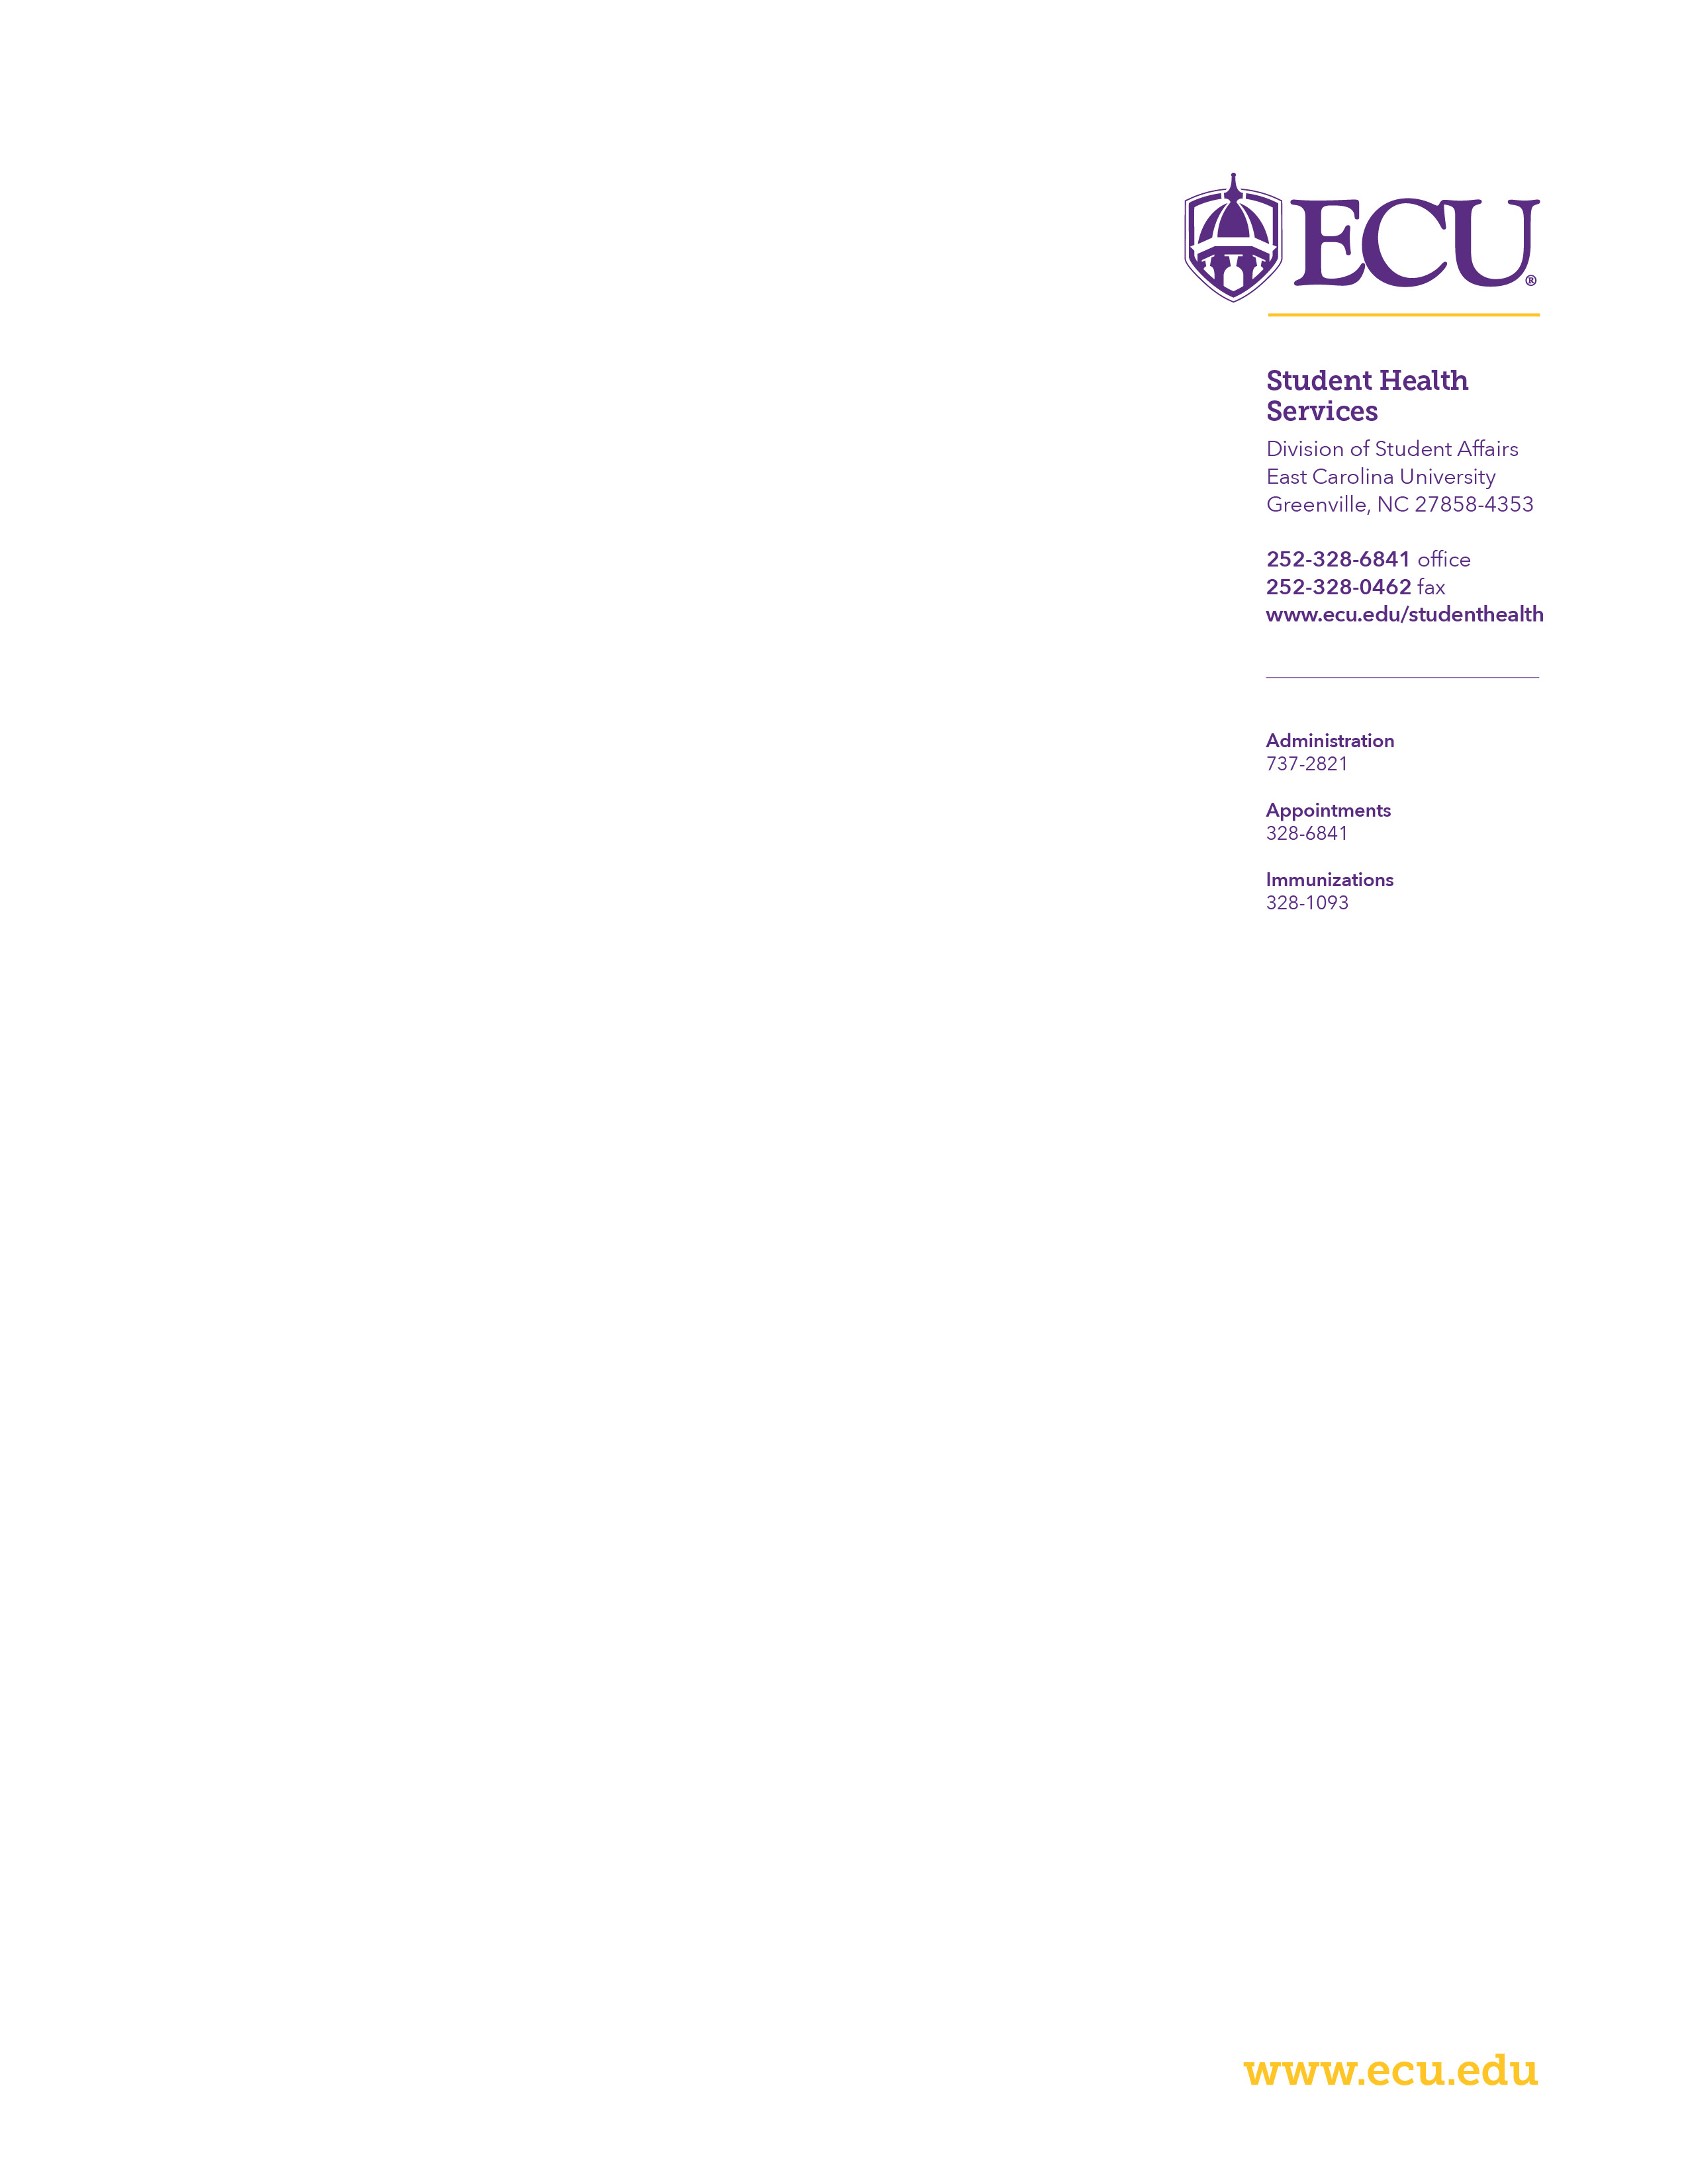 ECU®
Student Health
Services
Division of Student Affairs
East Carolina University
Greenville, NC 27858-4353
252-328-6841 office
252-328-0462 fax
www.ecu.edu/studenthealth
Administration
737-2821
Appointments
328-6841
Immunizations
328-1093
www.ecu.edu